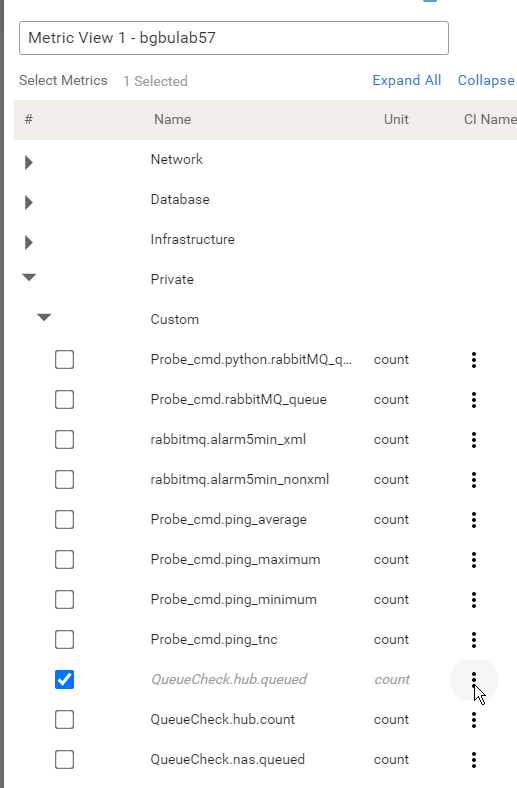 Metric View 1 - bgbulab57
Select Metrics 1 Selected Expand All Collapse
# Name Unit CI Name
Network
Database
Infrastructure
Private
Custom
Probe_cmd.python.rabbitMQ_q... count
Probe_cmd.rabbitMQ_queue count
rabbitmq.alarm5min_xml count
rabbitmq.alarm5min_nonxml count
Probe_cmd.ping_average count
Probe_cmd.ping_maximum count
Probe_cmd.ping_minimum count
Probe_cmd.ping_tnc count
QueueCheck.hub.queued count
QueueCheck.hub.count count
QueueCheck.nas.queued count